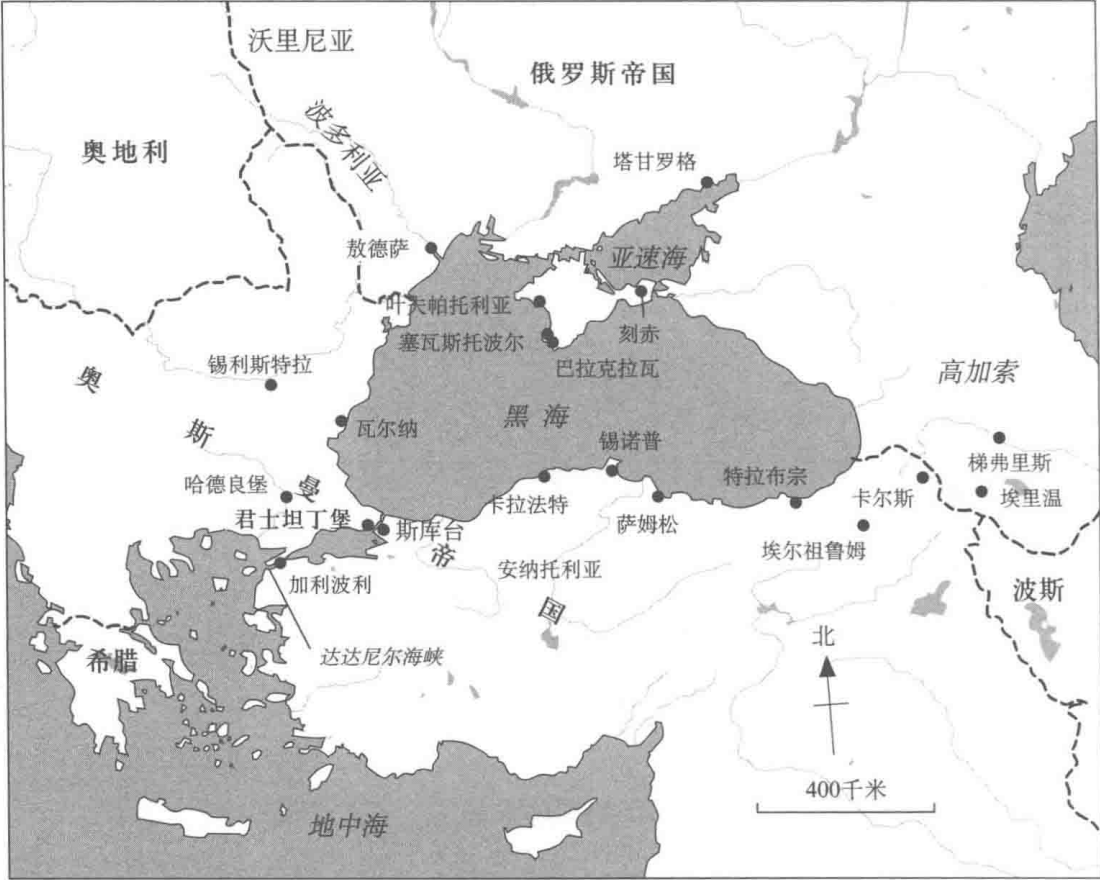 沃里尼亚
俄罗斯帝国
波多利亚
奥地利
塔甘罗格
敖德萨
亚速海
叶夫帕托利亚
刻赤
塞瓦斯托波尔
巴拉克拉瓦
锡利斯特拉
高加索
奥斯曼帝国
黑海
瓦尔纳
锡诺普
梯弗里斯
哈德良堡
特拉布宗
卡尔斯
埃里温
卡拉法特
萨姆松
君士坦丁堡
斯库台
埃尔祖鲁姆
加利波利
安纳托利亚
波斯
北
希腊
达达尼尔海峡
400千米
地中海